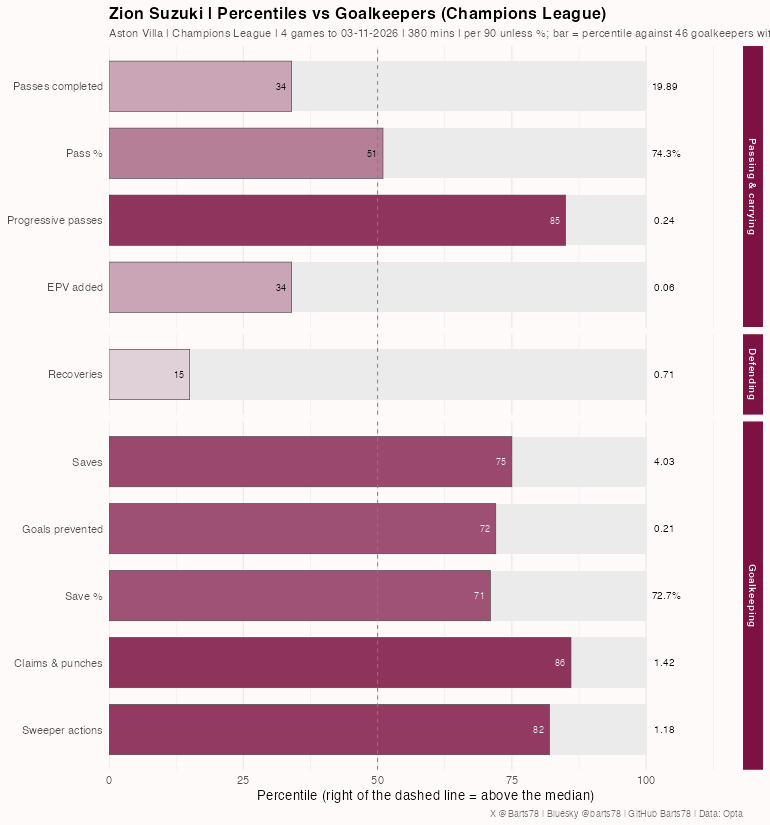 Zion Suzuki | Percentiles vs Goalkeepers (Champions League)
Aston Villa | Champions League | 4 games to 03-11-2026 | 380 mins | per 90 unless %; bar = percentile against 46 goalkeepers wit
Passes completed 34 19.89
Pass % 51 74.3%
Progressive passes 85 0.24
EPV added 34 0.06
Passing & carrying
Recoveries 15 0.71
Defending
Saves 75 4.03
Goals prevented 72 0.21
Save % 71 72.7%
Claims & punches 86 1.42
Sweeper actions 82 1.18
Goalkeeping
0 25 50 75 100
Percentile (right of the dashed line = above the median)
X @Barts78 | Bluesky @barts78 | GitHub Barts78 | Data: Opta